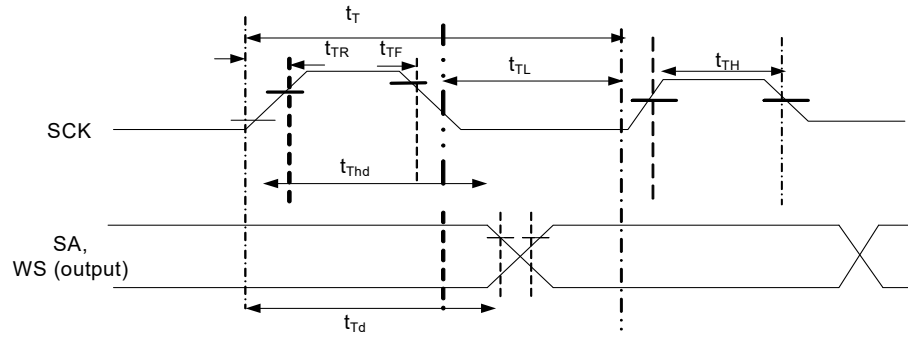 tT
tTR
tTF
tTL
tTH
SCK
tThd
SA,
WS (output)
tTd